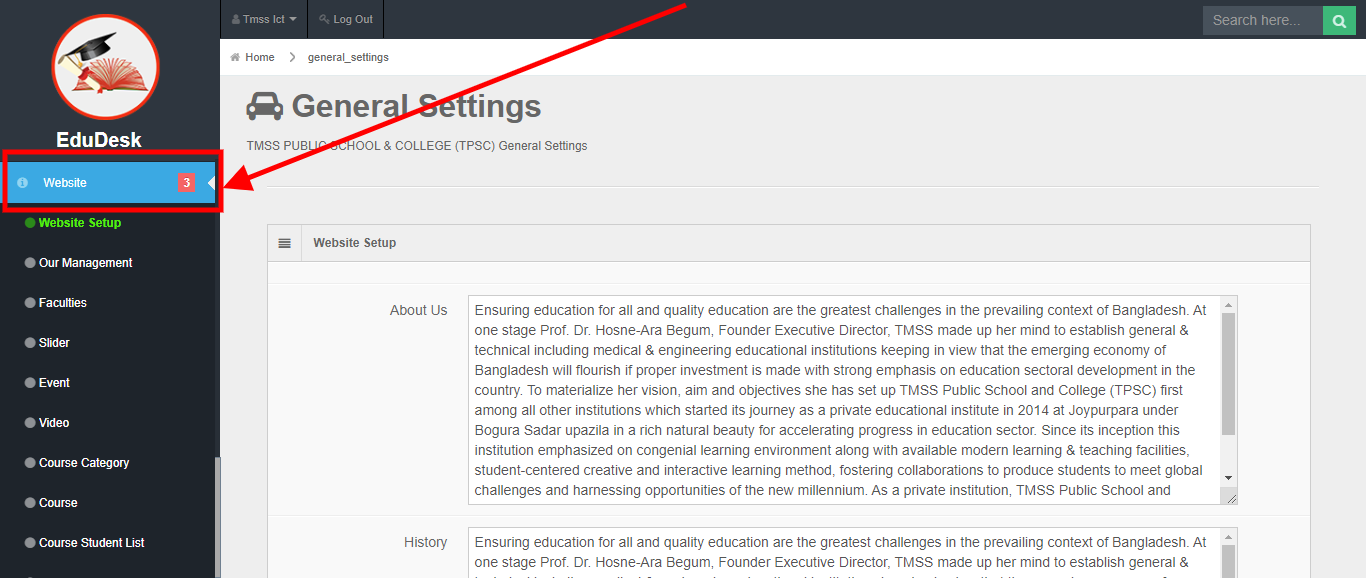 Tmss Ict
Log Out
Search here...
EduDesk
Home
general_settings
General Settings
TMSS PUBLIC SCHOOL & COLLEGE (TPSC) General Settings
Website
3
Website Setup
Our Management
Faculties
Slider
Event
Video
Course Category
Course
Course Student List
Website Setup
About Us
Ensuring education for all and quality education are the greatest challenges in the prevailing context of Bangladesh. At
one stage Prof. Dr. Hosne-Ara Begum, Founder Executive Director, TMSS made up her mind to establish general &
technical including medical & engineering educational institutions keeping in view that the emerging economy of
Bangladesh will flourish if proper investment is made with strong emphasis on education sectoral development in the
country. To materialize her vision, aim and objectives she has set up TMSS Public School and College (TPSC) first
among all other institutions which started its journey as a private educational institute in 2014 at Joypurpara under
Bogura Sadar upazila in a rich natural beauty for accelerating progress in education sector. Since its inception this
institution emphasized on congenial learning environment along with available modern learning & teaching facilities,
student-centered creative and interactive learning method, fostering collaborations to produce students to meet global
challenges and harnessing opportunities of the new millennium. As a private institution, TMSS Public School and
History
Ensuring education for all and quality education are the greatest challenges in the prevailing context of Bangladesh. At
one stage Prof. Dr. Hosne-Ara Begum, Founder Executive Director, TMSS made up her mind to establish general &